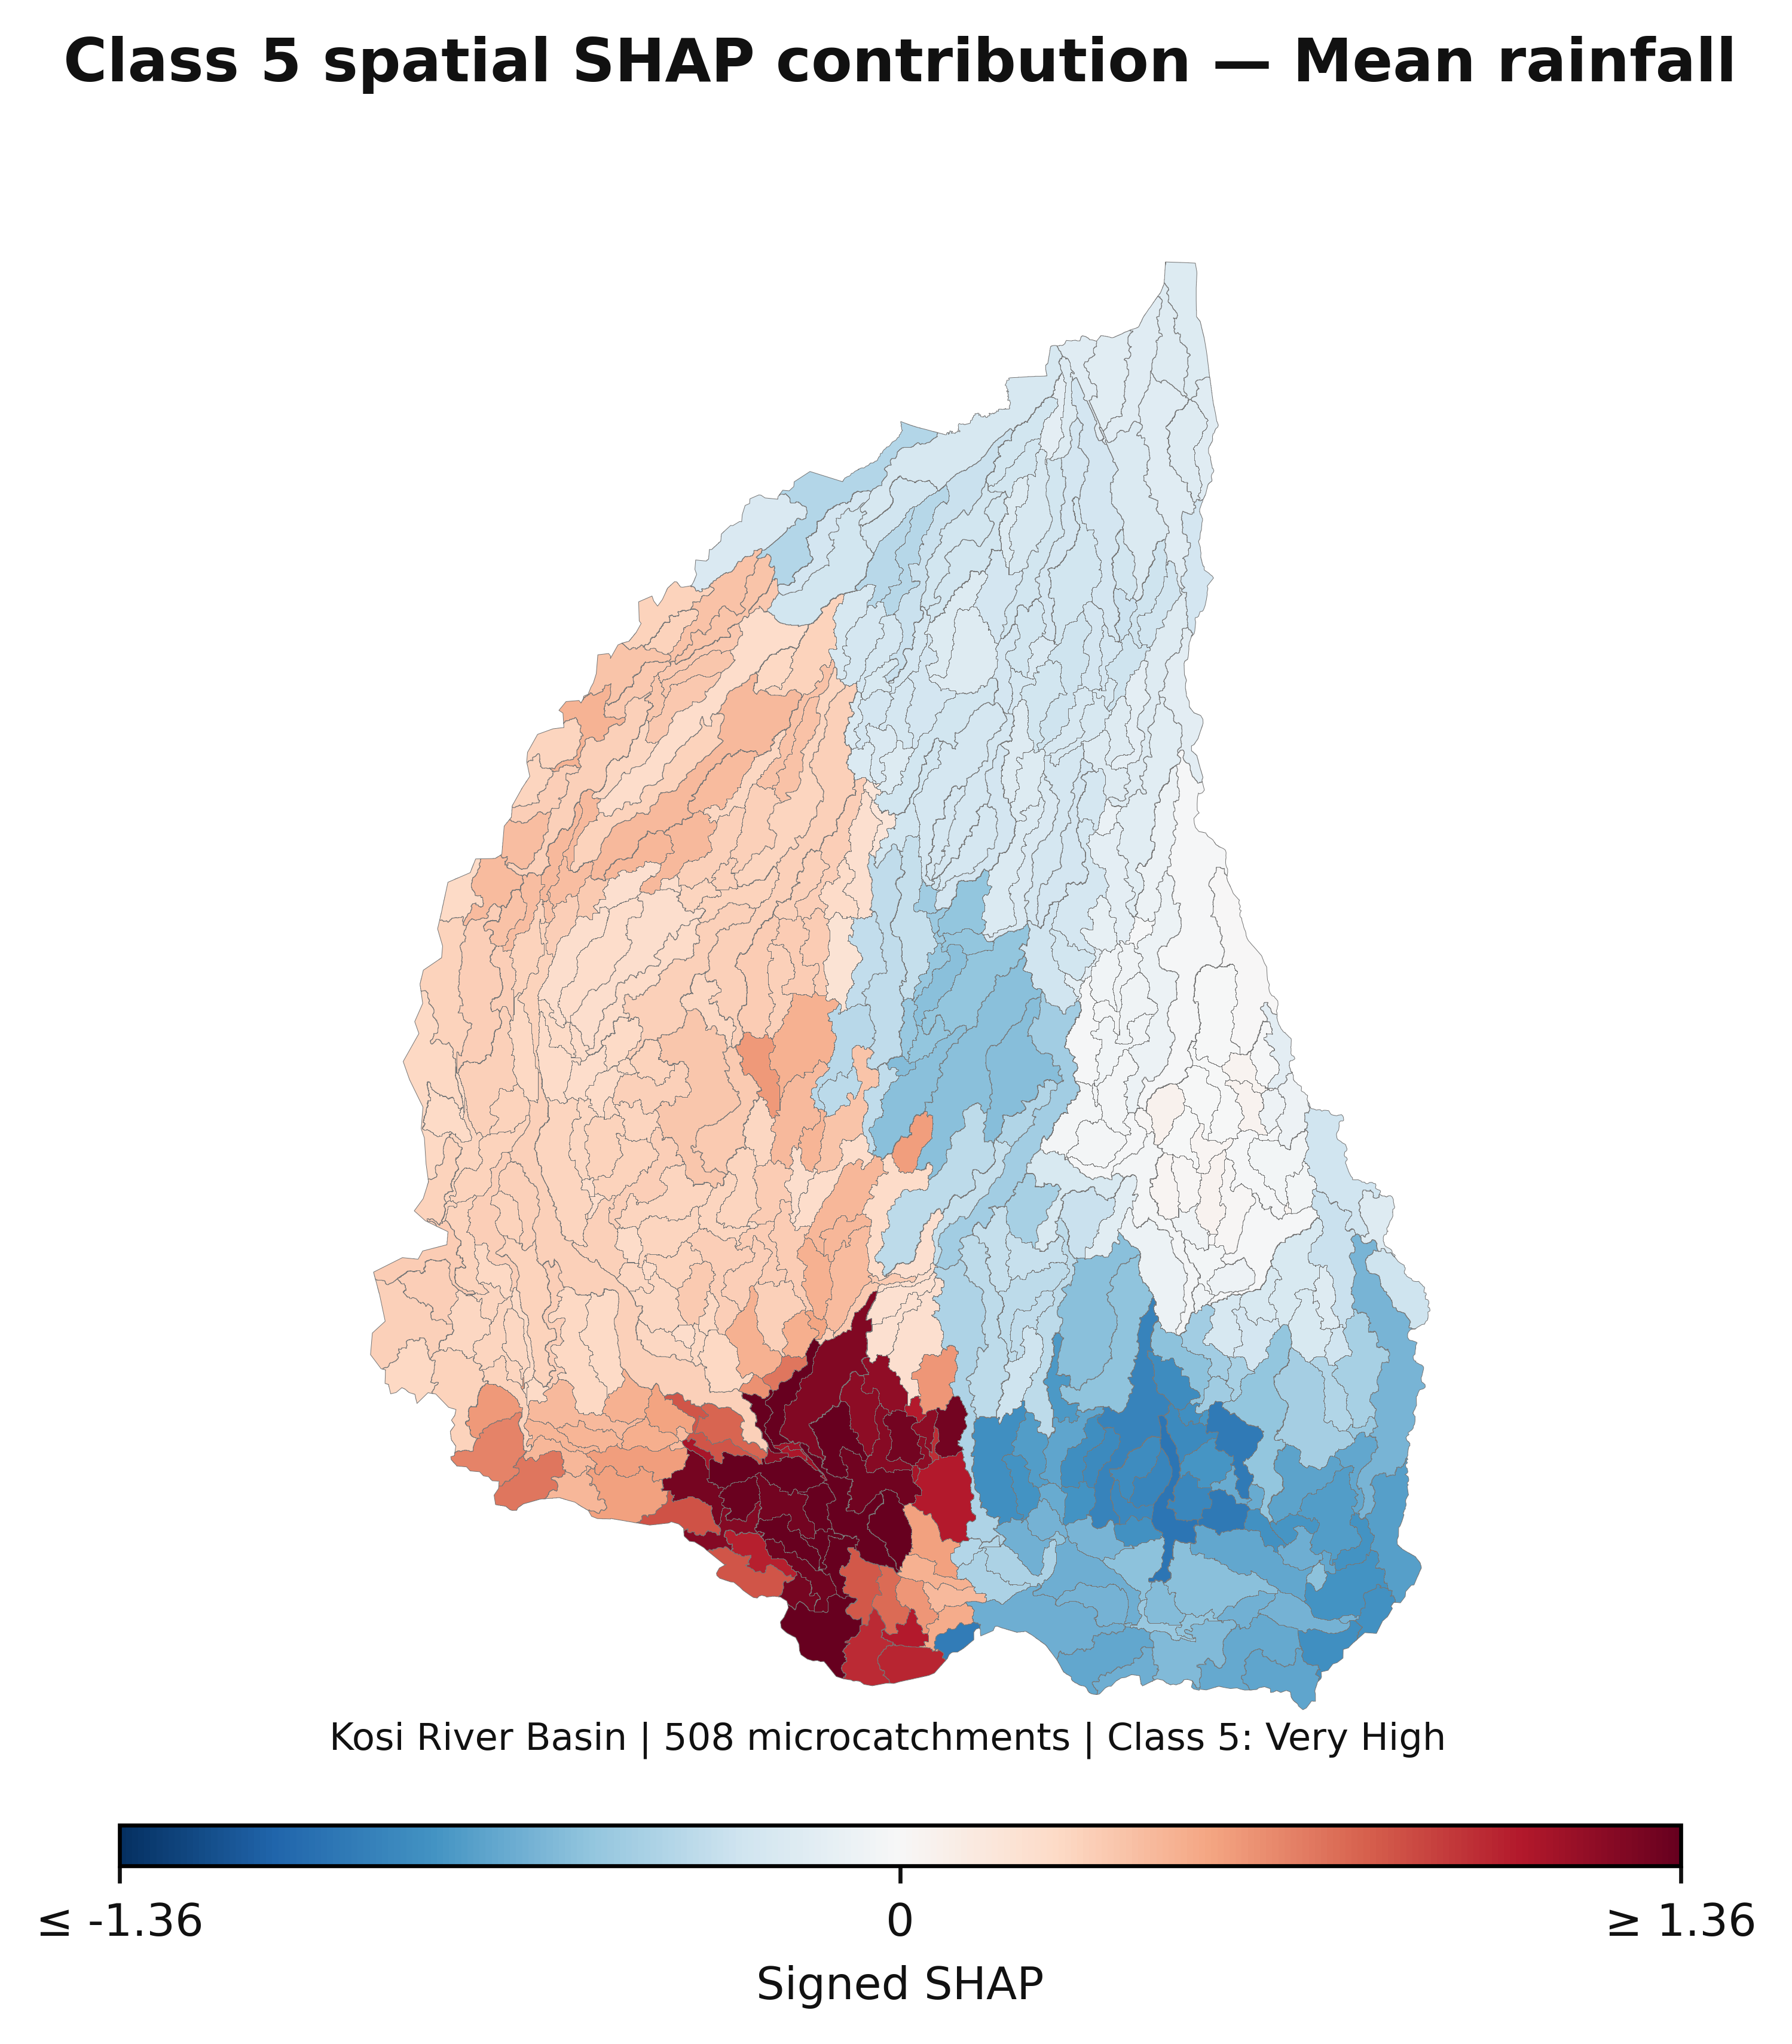 Class 5 spatial SHAP contribution — Mean rainfall
Kosi River Basin | 508 microcatchments | Class 5: Very High
≤ -1.36 0 ≥ 1.36
Signed SHAP